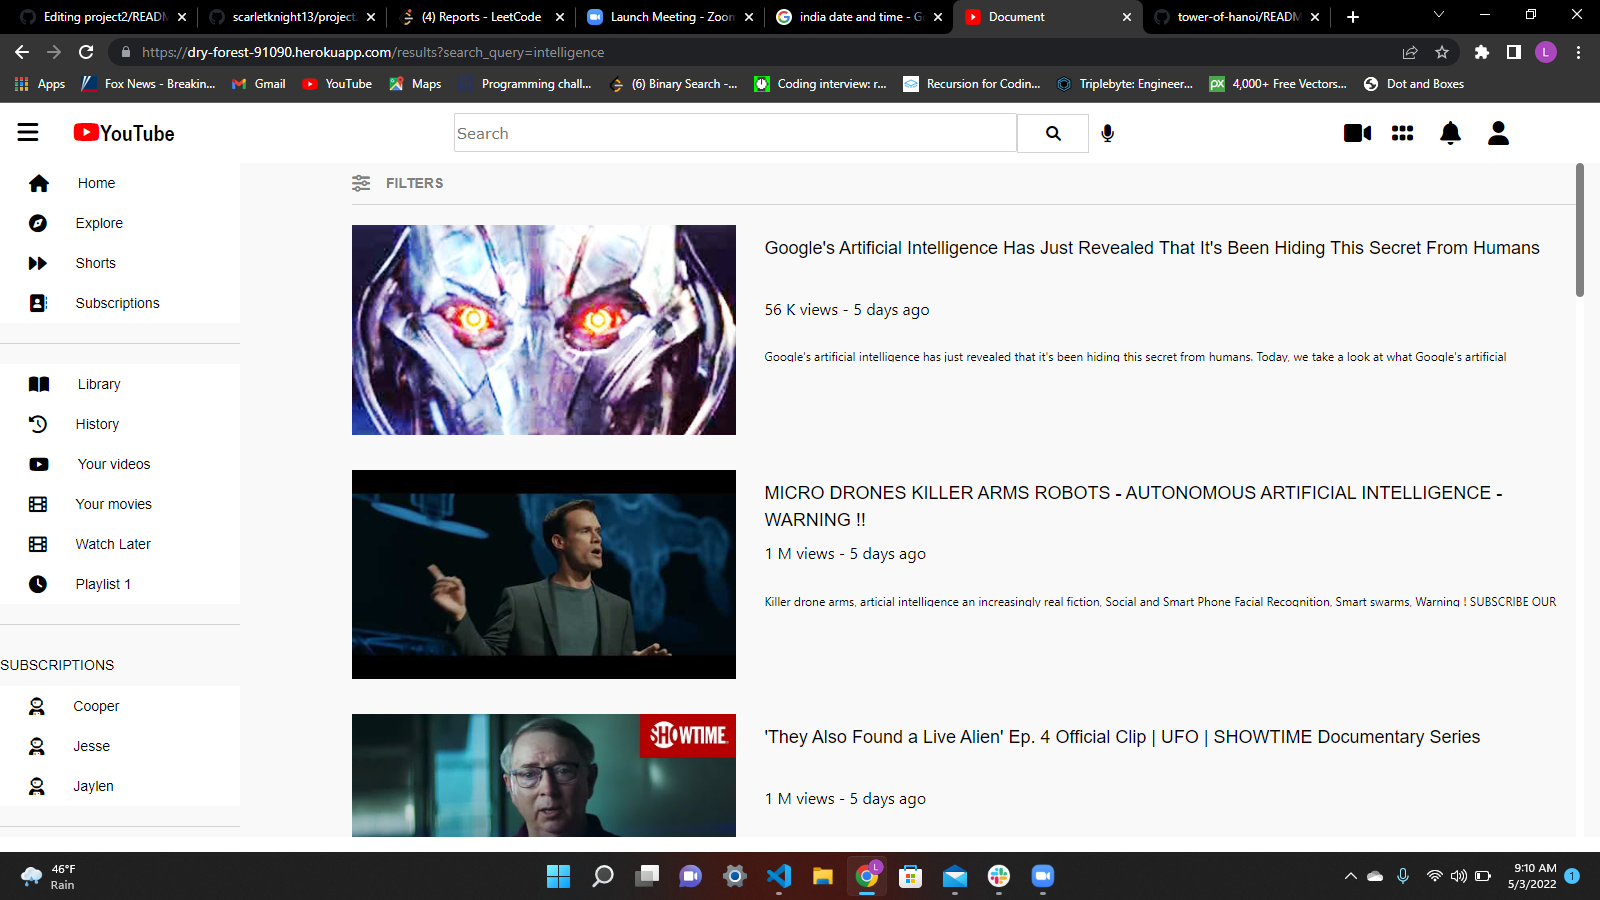 Editing project2/READM
scarletknight13/project
(4) Reports - LeetCode
Launch Meeting - Zoom
india date and time - G
Document
tower-of-hanoi/READM
L
https://dry-forest-91090.herokuapp.com/results?search_query=intelligence
Apps
Fox News - Breakin...
Gmail
YouTube
Maps
Programming chall...
(6) Binary Search -...
Coding interview: r...
Recursion for Codin...
Triplebyte: Engineer...
4,000+ Free Vectors...
Dot and Boxes
YouTube
Search
Home
Explore
Shorts
Subscriptions
Library
History
Your videos
Your movies
Watch Later
Playlist 1
SUBSCRIPTIONS
Cooper
Jesse
Jaylen
FILTERS
Google's Artificial Intelligence Has Just Revealed That It's Been Hiding This Secret From Humans
56 K views - 5 days ago
Google's artificial intelligence has just revealed that it's been hiding this secret from humans. Today, we take a look at what Google's artificial
MICRO DRONES KILLER ARMS ROBOTS - AUTONOMOUS ARTIFICIAL INTELLIGENCE -
WARNING !!
1 M views - 5 days ago
Killer drone arms, articial intelligence an increasingly real fiction, Social and Smart Phone Facial Recognition, Smart swarms, Warning ! SUBSCRIBE OUR
SHOWTIME
'They Also Found a Live Alien' Ep. 4 Official Clip | UFO | SHOWTIME Documentary Series
1 M views - 5 days ago
46°F
Rain
L
9:10 AM
5/3/2022
1